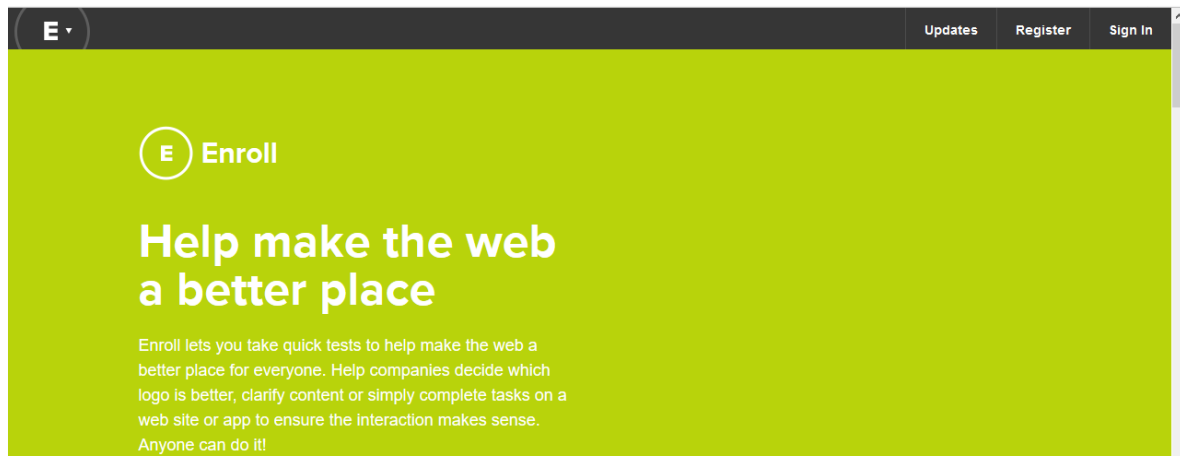 E
Updates Register Sign In
E Enroll
Help make the web
a better place
Enroll lets you take quick tests to help make the web a
better place for everyone. Help companies decide which
logo is better, clarify content or simply complete tasks on a
web site or app to ensure the interaction makes sense.
Anyone can do it!